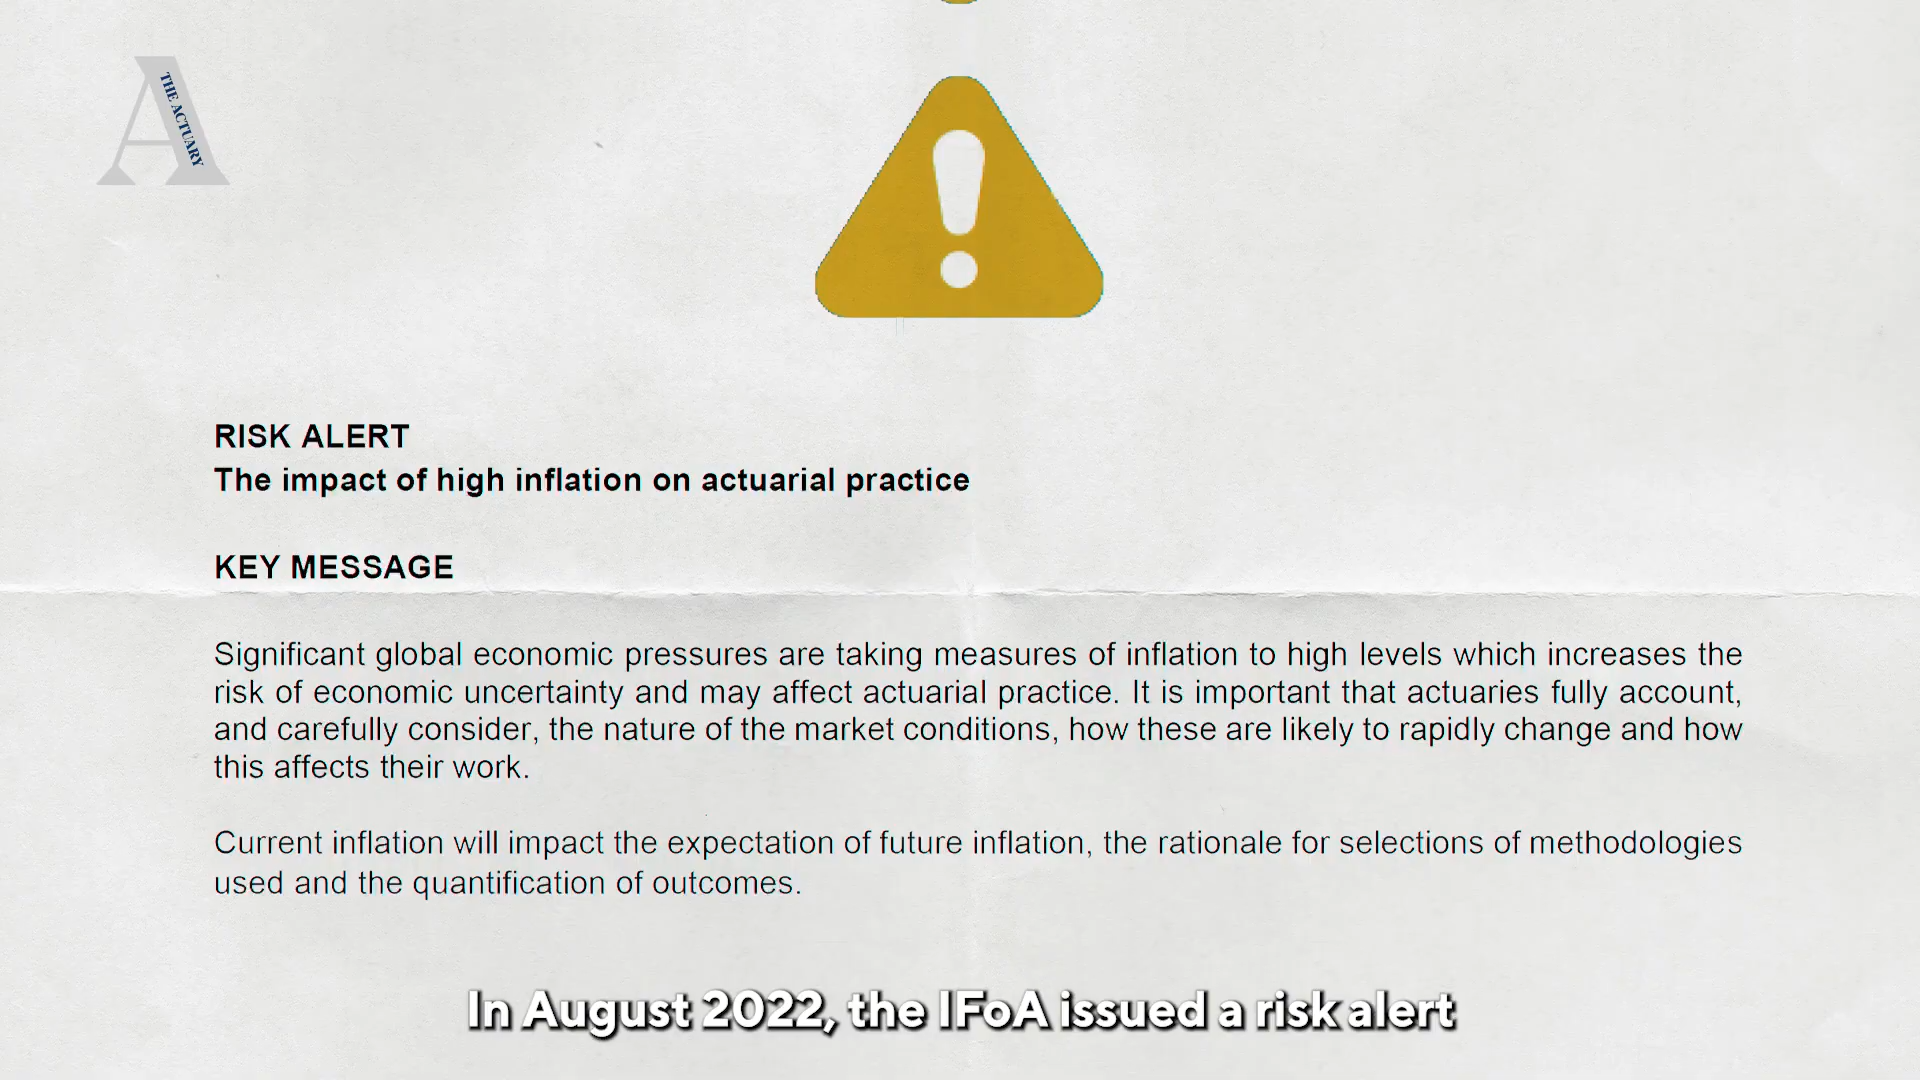 THE ACTUARY
RISK ALERT
The impact of high inflation on actuarial practice
KEY MESSAGE
Significant global economic pressures are taking measures of inflation to high levels which increases the
risk of economic uncertainty and may affect actuarial practice. It is important that actuaries fully account,
and carefully consider, the nature of the market conditions, how these are likely to rapidly change and how
this affects their work.
Current inflation will impact the expectation of future inflation, the rationale for selections of methodologies
used and the quantification of outcomes.
In August 2022, the IFoA issued a risk alert